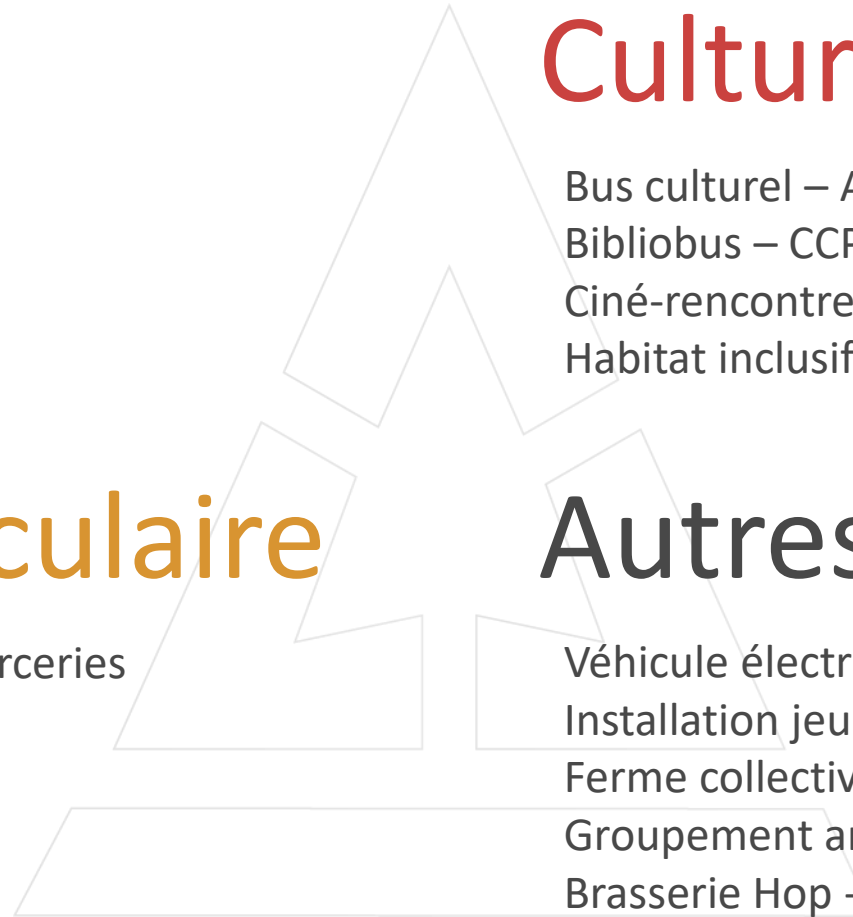 Cultur
Bus culturel – A
Bibliobus – CCP
Ciné-rencontre
Habitat inclusif
culaire
rceries
Autres
Véhicule électr
Installation jeu
Ferme collectiv
Groupement ar
Brasserie Hop -